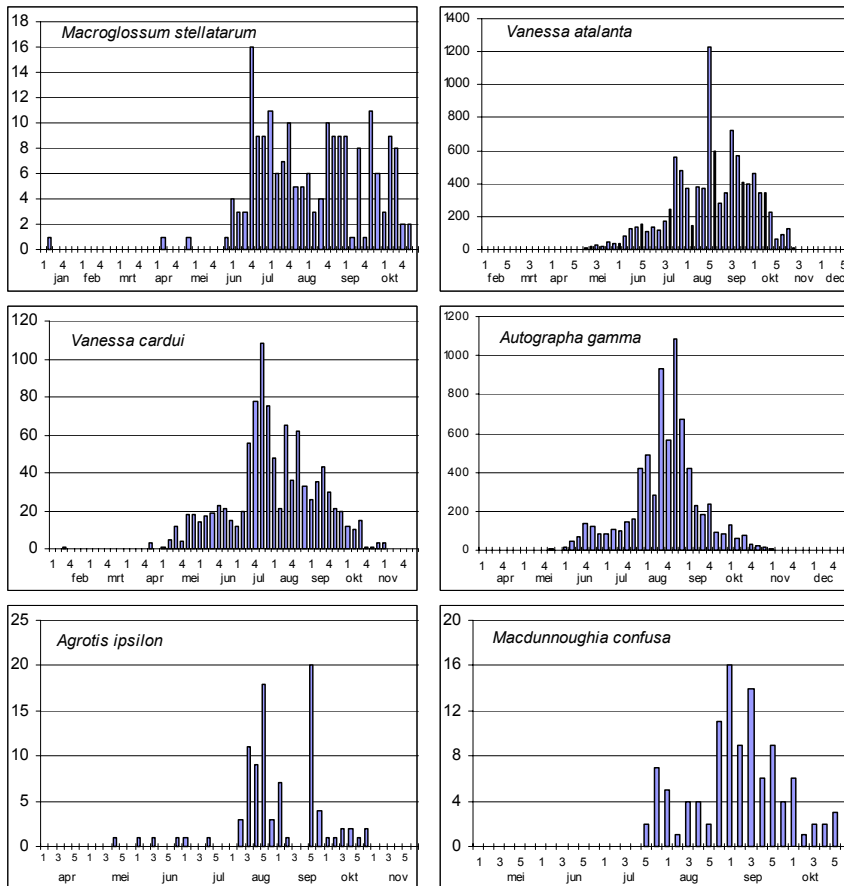 Macroglossum stellatarum
18
16
14
12
10
8
6
4
2
0
1 4 1 4 1 4 1 4 1 4 1 4 1 4 1 4 1 4 1 4
jan feb mrt apr mei jun jul aug sep okt
Vanessa atalanta
1400
1200
1000
800
600
400
200
0
1 5 3 1 5 3 1 5 3 1 5 3 1 5 3 1 5
feb mrt apr mei jun jul aug sep okt nov dec
Vanessa cardui
120
100
80
60
40
20
0
1 4 1 4 1 4 1 4 1 4 1 4 1 4 1 4 1 4 1 4
feb mrt apr mei jun jul aug sep okt nov
Autographa gamma
1200
1000
800
600
400
200
0
1 4 1 4 1 4 1 4 1 4 1 4 1 4 1 4 1 4
apr mei jun jul aug sep okt nov dec
Agrotis ipsilon
25
20
15
10
5
0
1 3 5 1 3 5 1 3 5 1 3 5 1 3 5 1 3 5 1 3 5 1 3 5
apr mei jun jul aug sep okt nov
Macdunnoughia confusa
20
16
12
8
4
0
1 3 5 1 3 5 1 3 5 1 3 5 1 3 5 1 3 5
mei jun jul aug sep okt